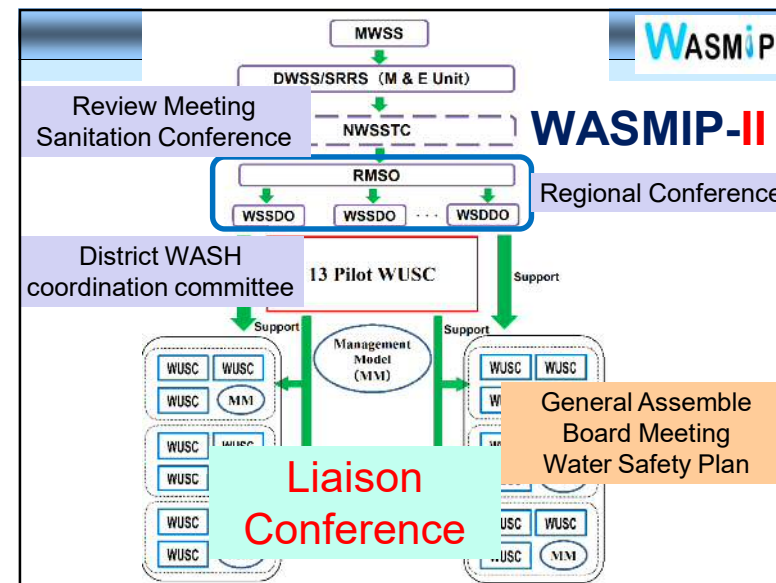 MWSS
WASMiP
DWSS/SRRS (M & E Unit)
Review Meeting
Sanitation Conference
NWSSTC
WASMIP-II
RMSO
Regional Conference
WSSDO WSSDO ... WSDDO
District WASH
coordination committee
13 Pilot WUSC
Support
Support
Support
Management
Model
(MM)
WUSC WUSC
WUSC MM
WUSC WUSC
WUSC
WUSC
WUSC
WUSC WUSC
General Assemble
Board Meeting
Water Safety Plan
Liaison
Conference
WUSC
WUSC MM